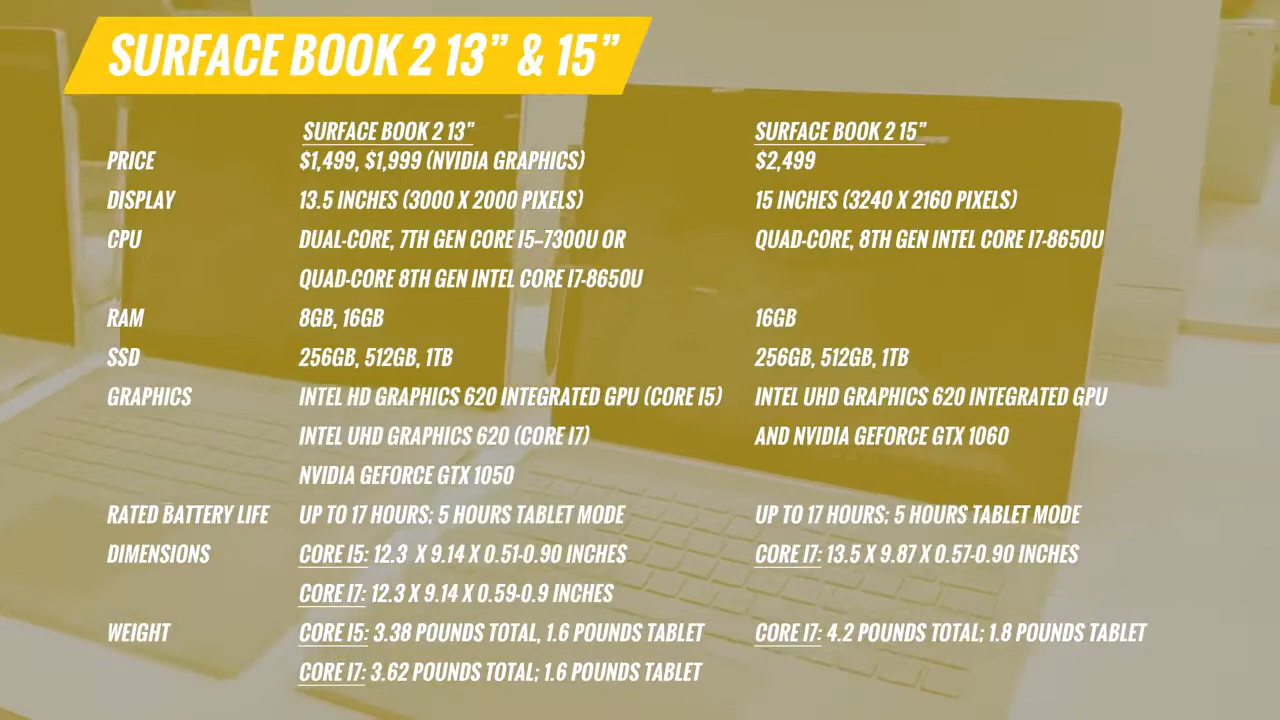 SURFACE BOOK 2 13” & 15”
SURFACE BOOK 2 13” SURFACE BOOK 2 15”
PRICE $1,499, $1,999 (NVIDIA GRAPHICS) $2,499
DISPLAY 13.5 INCHES (3000 X 2000 PIXELS) 15 INCHES (3240 X 2160 PIXELS)
CPU DUAL-CORE, 7TH GEN CORE I5–7300U OR QUAD-CORE, 8TH GEN INTEL CORE I7-8650U
QUAD-CORE 8TH GEN INTEL CORE I7-8650U
RAM 8GB, 16GB 16GB
SSD 256GB, 512GB, 1TB 256GB, 512GB, 1TB
GRAPHICS INTEL HD GRAPHICS 620 INTEGRATED GPU (CORE I5) INTEL UHD GRAPHICS 620 INTEGRATED GPU
INTEL UHD GRAPHICS 620 (CORE I7) AND NVIDIA GEFORCE GTX 1060
NVIDIA GEFORCE GTX 1050
RATED BATTERY LIFE UP TO 17 HOURS; 5 HOURS TABLET MODE UP TO 17 HOURS; 5 HOURS TABLET MODE
DIMENSIONS CORE I5: 12.3 X 9.14 X 0.51-0.90 INCHES CORE I7: 13.5 X 9.87 X 0.57-0.90 INCHES
CORE I7: 12.3 X 9.14 X 0.59-0.9 INCHES
WEIGHT CORE I5: 3.38 POUNDS TOTAL, 1.6 POUNDS TABLET CORE I7: 4.2 POUNDS TOTAL; 1.8 POUNDS TABLET
CORE I7: 3.62 POUNDS TOTAL; 1.6 POUNDS TABLET